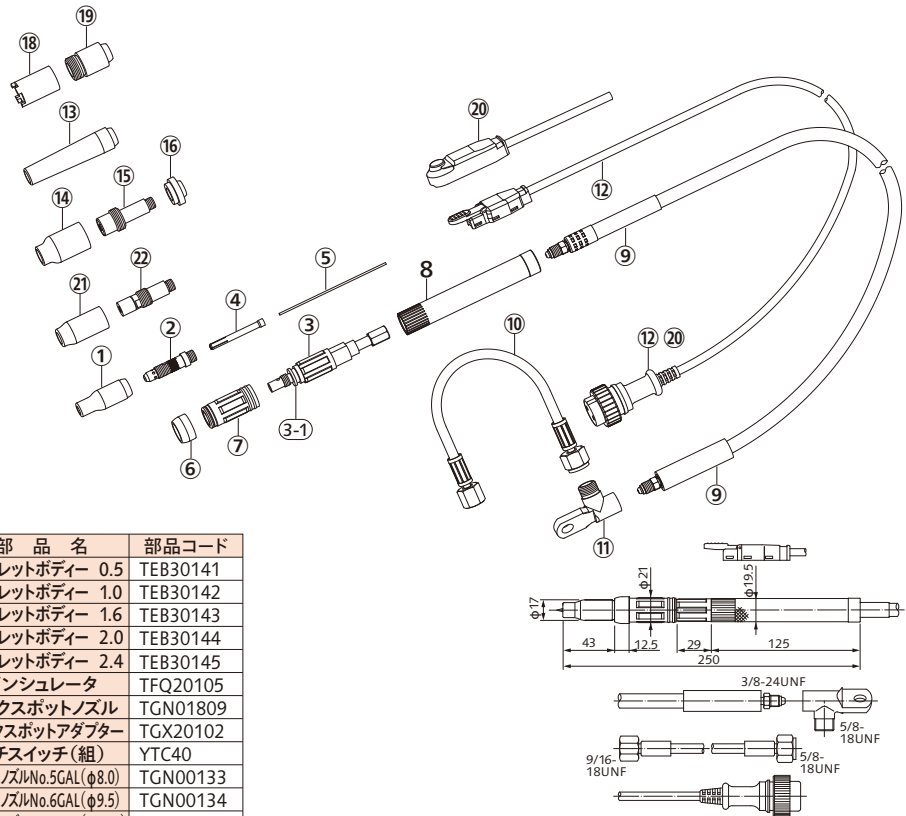 ⑲
⑱
⑬
⑯
⑮
⑭
⑳
⑫
⑨
㉒
⑤
8
㉑
④
③
②
⑩
①
⑫ ⑳
3-1
⑦
⑥
⑨
⑪
部 品 名 部品コード
レットボディー 0.5 TEB30141
レットボディー 1.0 TEB30142
レットボディー 1.6 TEB30143
レットボディー 2.0 TEB30144
レットボディー 2.4 TEB30145
ンシュレータ TFQ20105
クスポットノズル TGN01809
クスポットアダプター TGX20102
チスイッチ(組) YTC40
ノズルNo.5GAL(φ8.0) TGN00133
ノズルNo.6GAL(φ9.5) TGN00134
φ21
φ19.5
φ17
43
12.5
29
125
250
3/8-24UNF
5/8-
18UNF
9/16-
18UNF
5/8-
18UNF